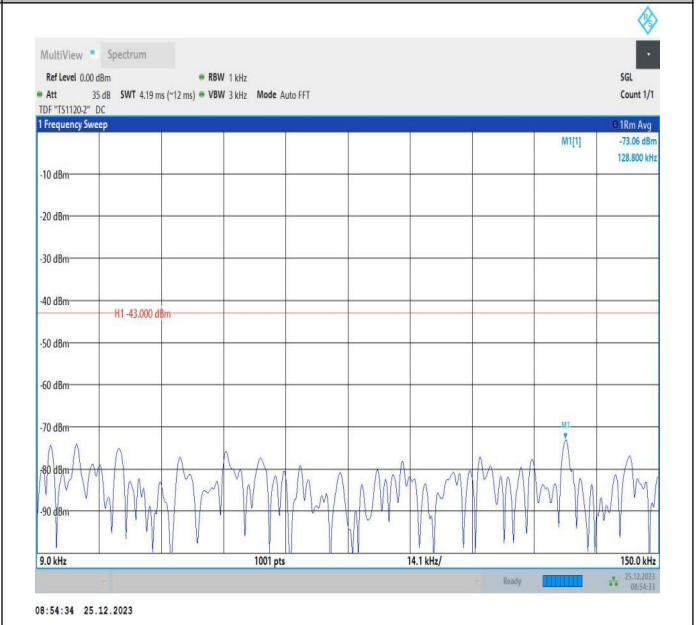 R&S
MultiView Spectrum
Ref Level 0.00 dBm RBW 1 kHz SGL
Att 35 dB SWT 4.19 ms (~12 ms) VBW 3 kHz Mode Auto FFT Count 1/1
TDF "TS1120-2" DC
1 Frequency Sweep 1Rm Avg
M1[1] -73.06 dBm
128.800 kHz
-10 dBm
-20 dBm
-30 dBm
-40 dBm
H1 -43.000 dBm
-50 dBm
-60 dBm
-70 dBm
M1
-80 dBm
-90 dBm
9.0 kHz 1001 pts 14.1 kHz/ 150.0 kHz
Ready 25.12.2023
08:54:33
08:54:34 25.12.2023